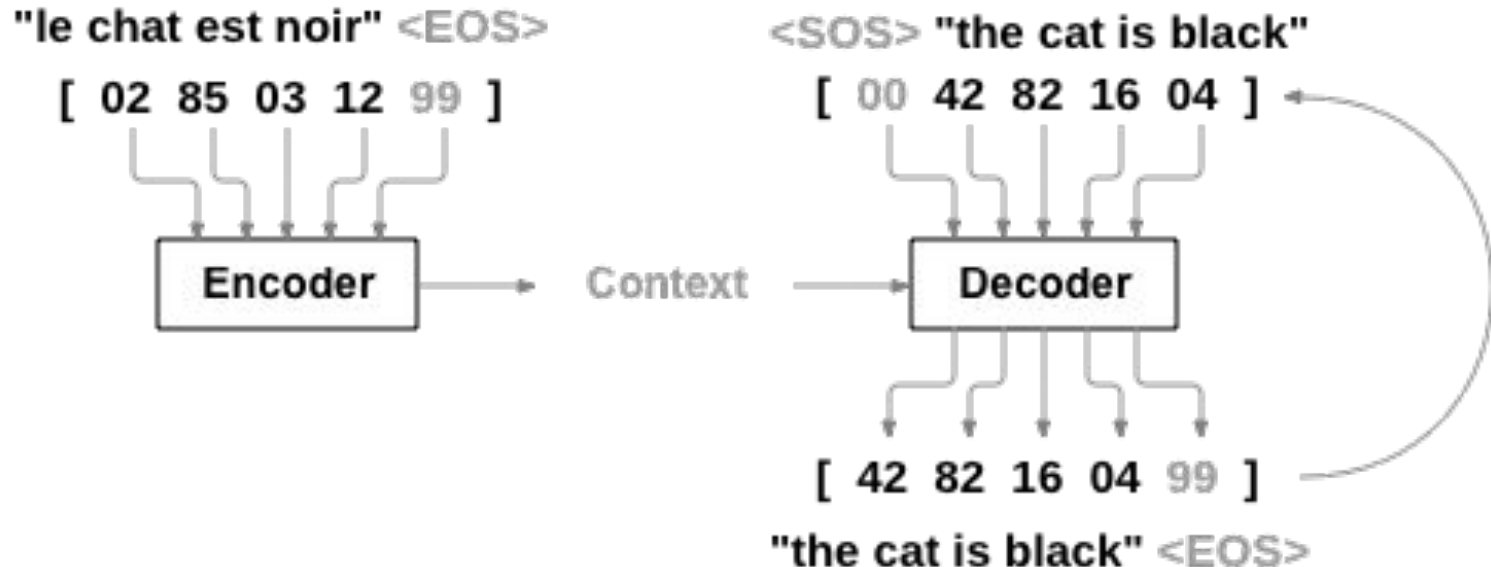 "le chat est noir" <EOS>
[ 02 85 03 12 99 ]
Encoder
Context
<SOS> "the cat is black"
[ 00 42 82 16 04 ]
Decoder
[ 42 82 16 04 99 ]
"the cat is black" <EOS>